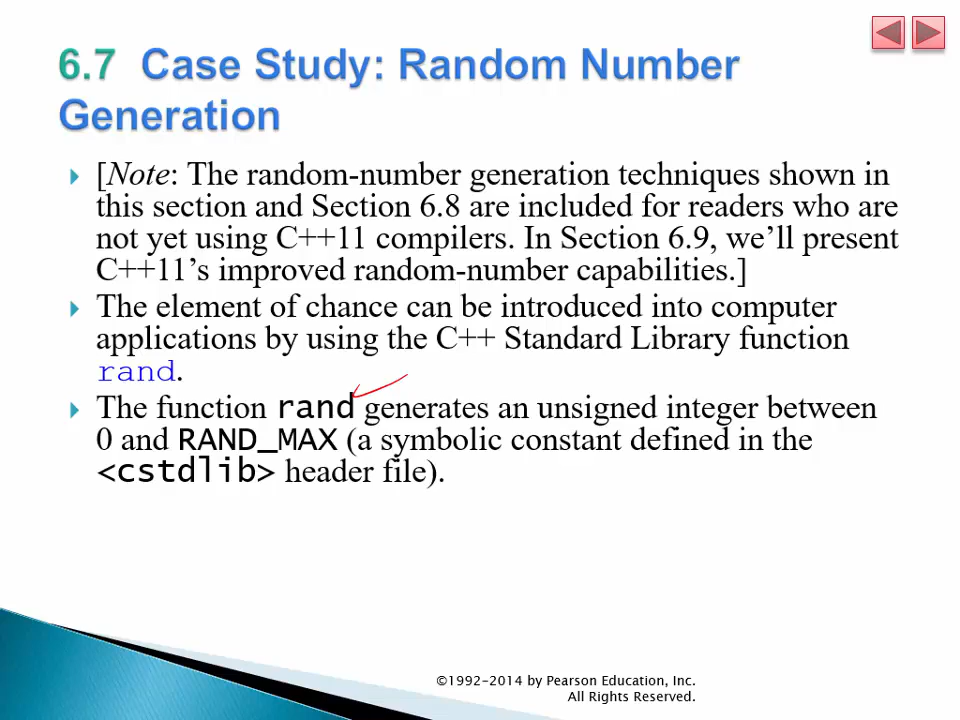 6.7 Case Study: Random Number
Generation
[Note: The random-number generation techniques shown in
this section and Section 6.8 are included for readers who are
not yet using C++11 compilers. In Section 6.9, we’ll present
C++11’s improved random-number capabilities.]
The element of chance can be introduced into computer
applications by using the C++ Standard Library function
rand.
The function rand generates an unsigned integer between
0 and RAND_MAX (a symbolic constant defined in the
<cstdlib> header file).
©1992-2014 by Pearson Education, Inc.
All Rights Reserved.